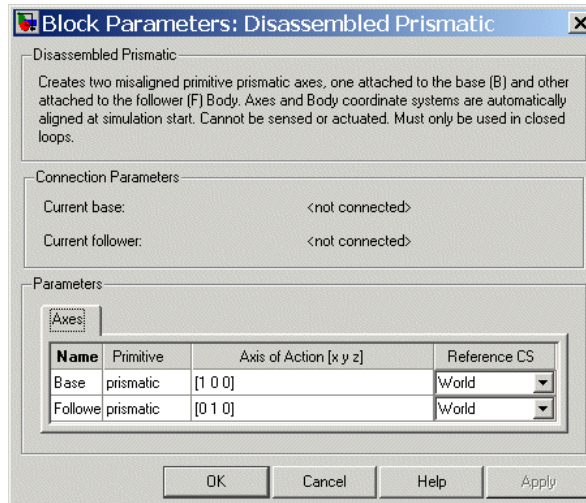 Block Parameters: Disassembled Prismatic
Disassembled Prismatic
Creates two misaligned primitive prismatic axes, one attached to the base (B) and other
attached to the follower (F) Body. Axes and Body coordinate systems are automatically
aligned at simulation start. Cannot be sensed or actuated. Must only be used in closed
loops.
Connection Parameters
Current base: <not connected>
Current follower: <not connected>
Parameters
Axes
Name Primitive Axis of Action [x y z] Reference CS
Base prismatic [1 0 0] World
Followe prismatic [0 1 0] World
OK Cancel Help Apply